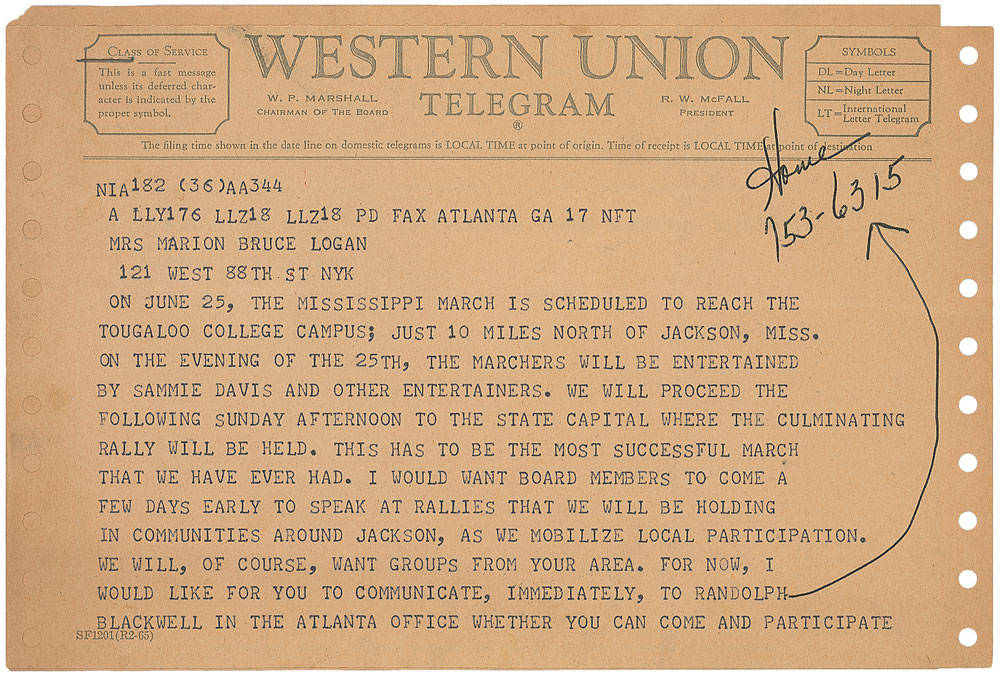 CLASS OF SERVICE
This is a fast message
unless its deferred char-
acter is indicated by the
proper symbol.
WESTERN UNION
TELEGRAM
®
W. P. MARSHALL
CHAIRMAN OF THE BOARD
R. W. McFALL
PRESIDENT
SYMBOLS
DL=Day Letter
NL=Night Letter
LT=International
Letter Telegram
The filing time shown in the date line on domestic telegrams is LOCAL TIME at point of origin. Time of receipt is LOCAL TIME at point of destination
Home
753-6315
NIA182 (36)AA344
A LLY176 LLZ18 LLZ18 PD FAX ATLANTA GA 17 NFT
MRS MARION BRUCE LOGAN
121 WEST 88TH ST NYK
ON JUNE 25, THE MISSISSIPPI MARCH IS SCHEDULED TO REACH THE
TOUGALOO COLLEGE CAMPUS; JUST 10 MILES NORTH OF JACKSON, MISS.
ON THE EVENING OF THE 25TH, THE MARCHERS WILL BE ENTERTAINED
BY SAMMIE DAVIS AND OTHER ENTERTAINERS. WE WILL PROCEED THE
FOLLOWING SUNDAY AFTERNOON TO THE STATE CAPITAL WHERE THE CULMINATING
RALLY WILL BE HELD. THIS HAS TO BE THE MOST SUCCESSFUL MARCH
THAT WE HAVE EVER HAD. I WOULD WANT BOARD MEMBERS TO COME A
FEW DAYS EARLY TO SPEAK AT RALLIES THAT WE WILL BE HOLDING
IN COMMUNITIES AROUND JACKSON, AS WE MOBILIZE LOCAL PARTICIPATION.
WE WILL, OF COURSE, WANT GROUPS FROM YOUR AREA. FOR NOW, I
WOULD LIKE FOR YOU TO COMMUNICATE, IMMEDIATELY, TO RANDOLPH
BLACKWELL IN THE ATLANTA OFFICE WHETHER YOU CAN COME AND PARTICIPATE
SF1201(R2-65)